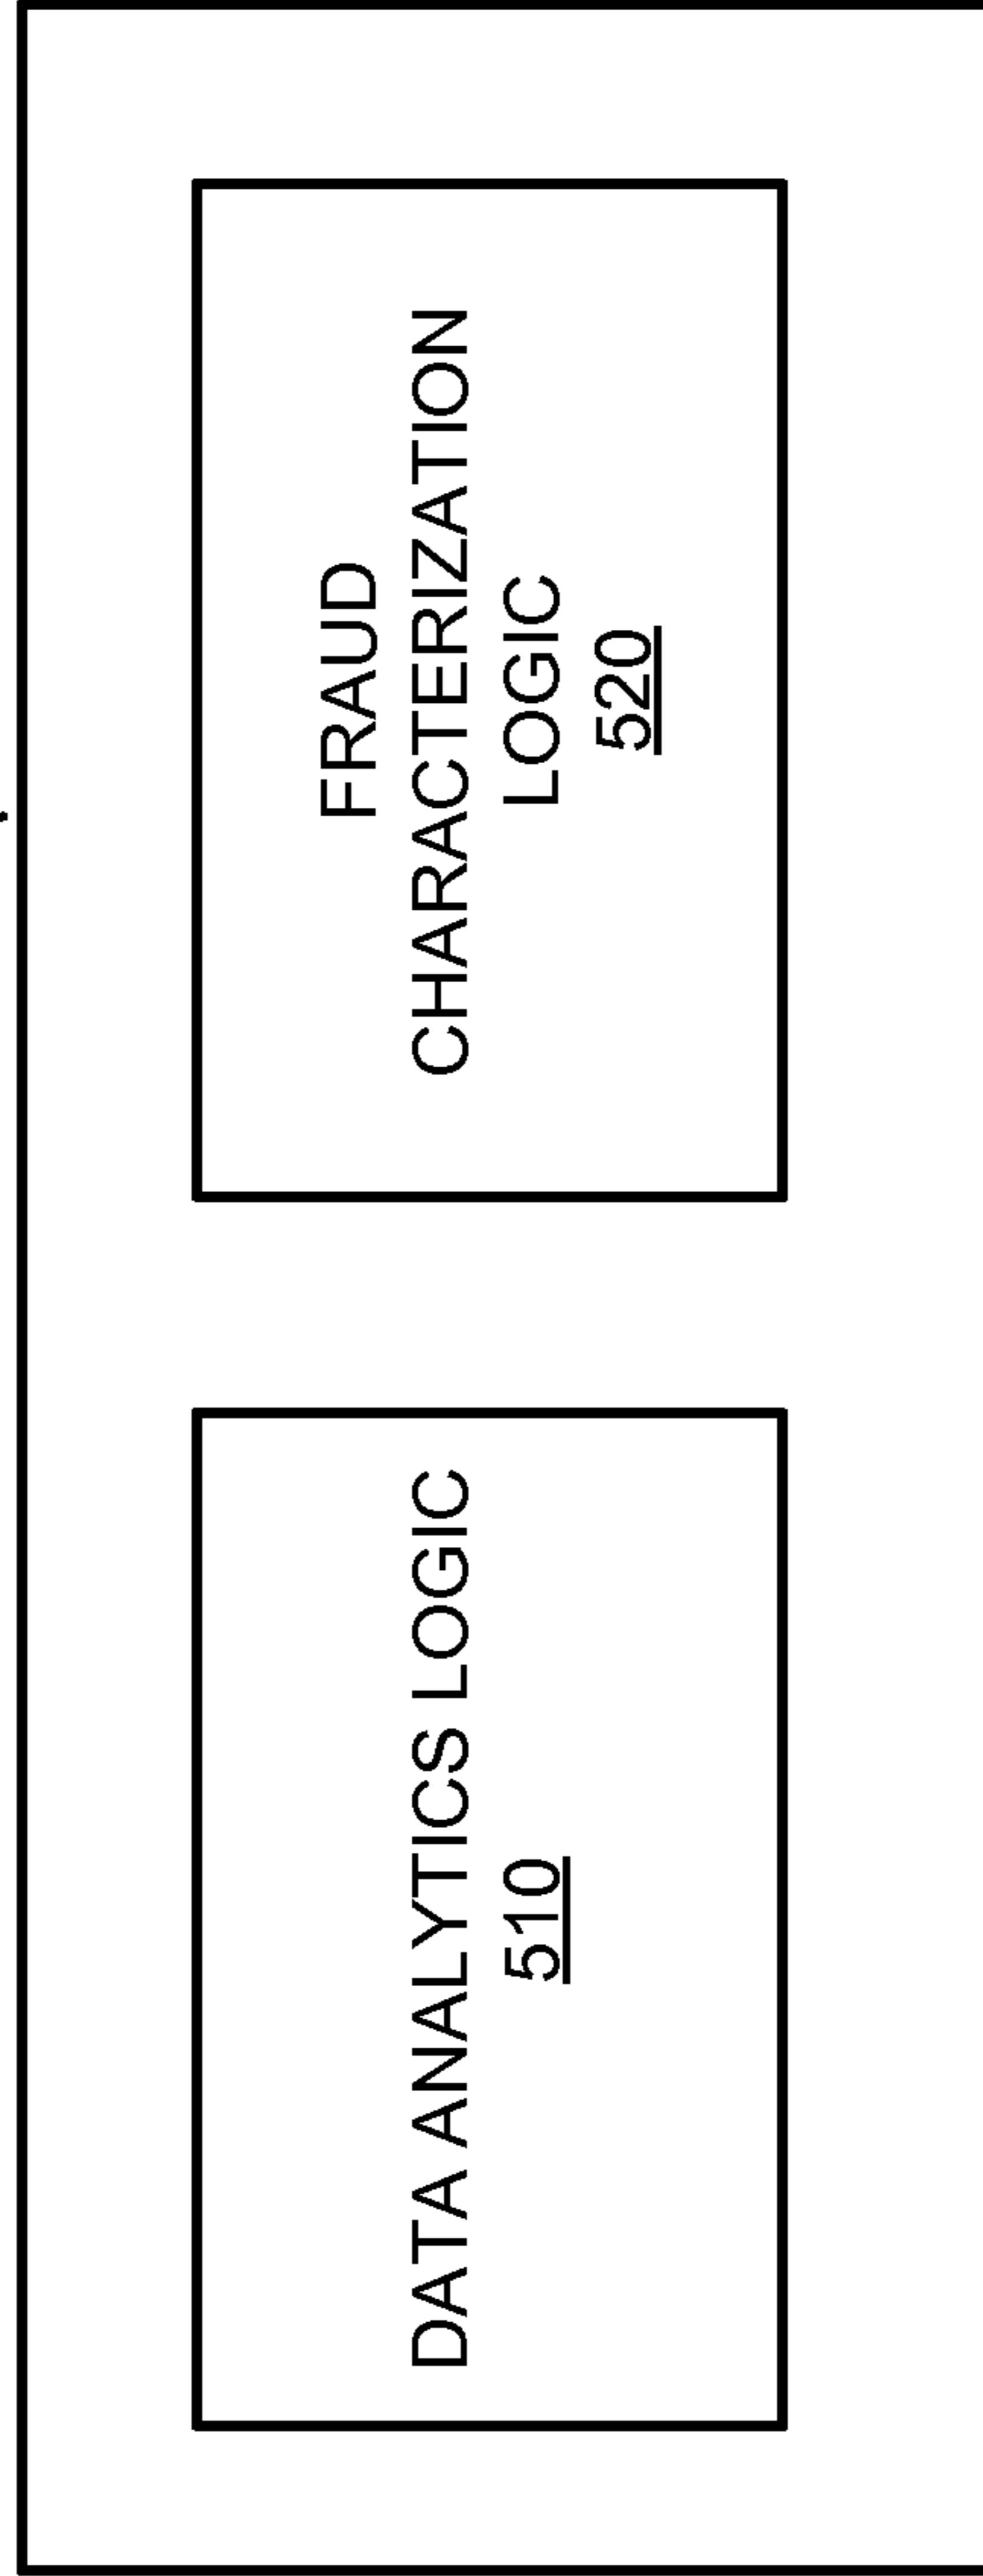 DATA ANALYTICS LOGIC
510
FRAUD
CHARACTERIZATION
LOGIC
520